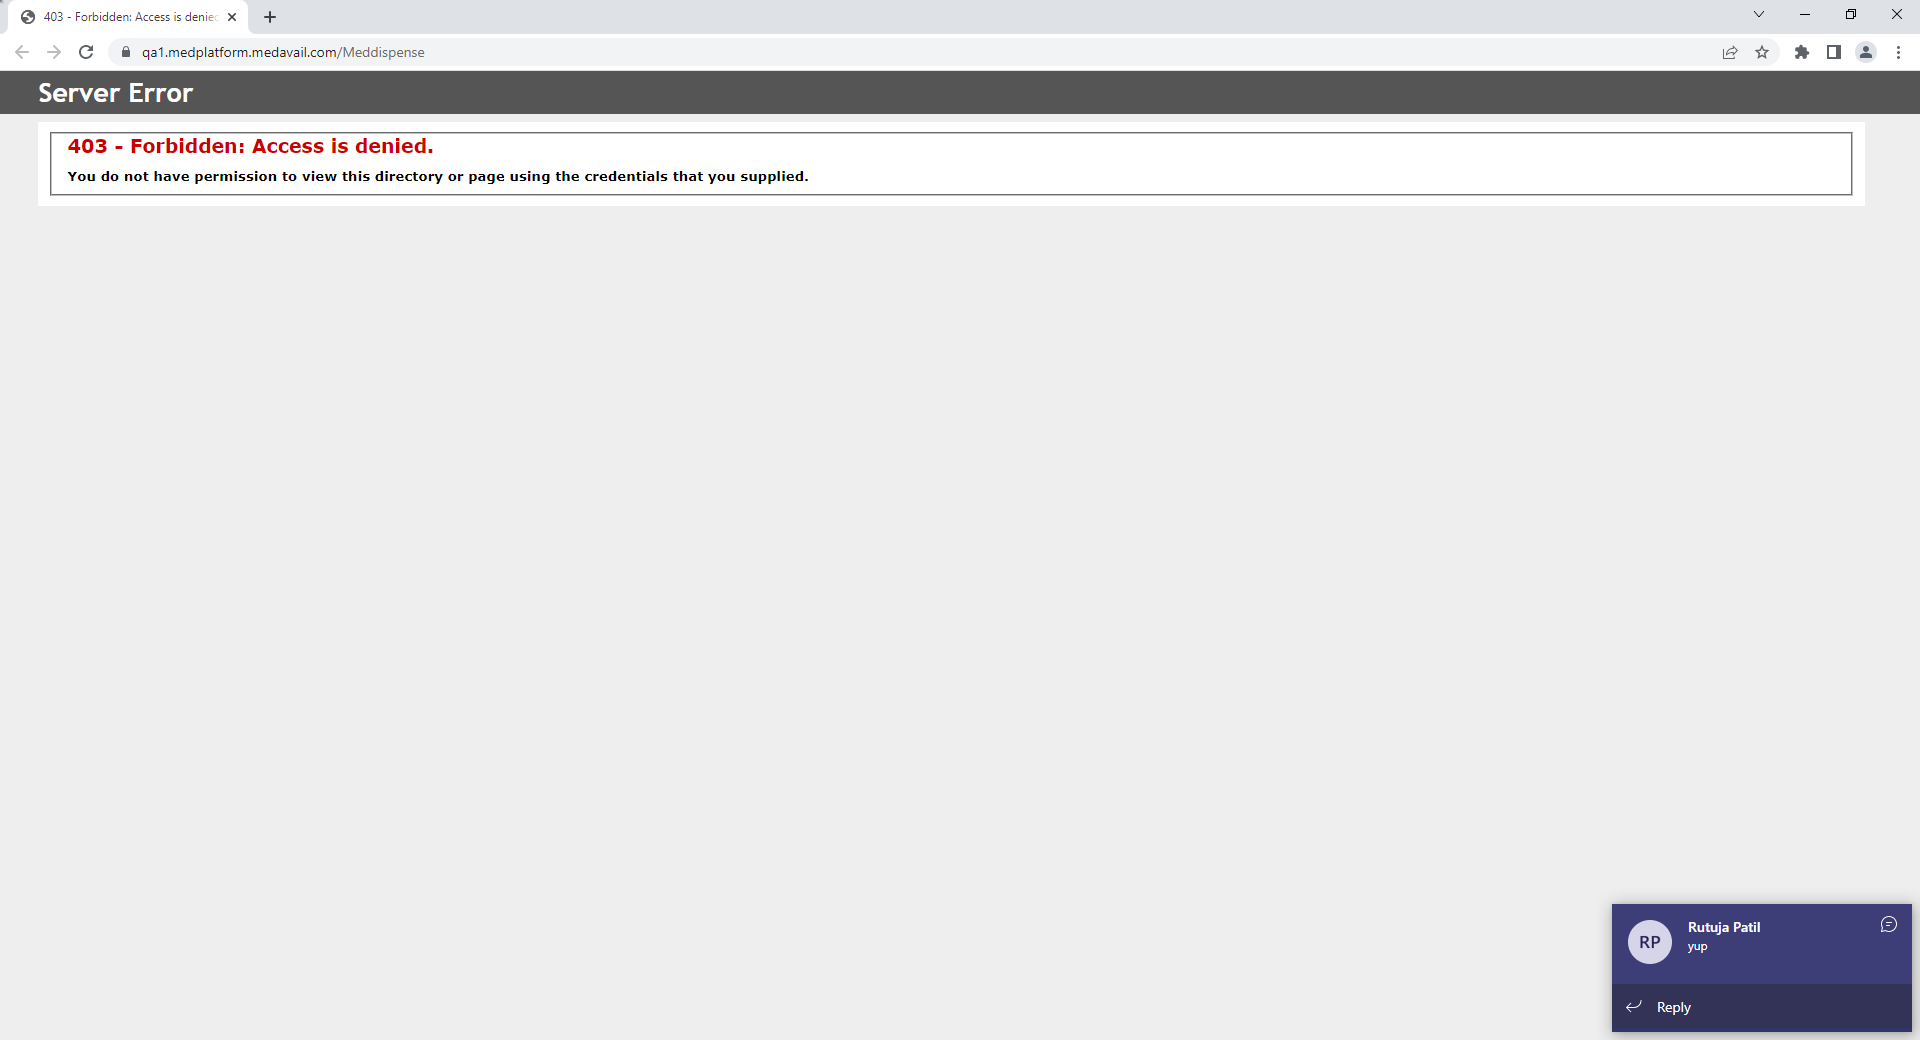 403 - Forbidden: Access is denie
qa1.medplatform.medavail.com/Meddispense
Server Error
403 - Forbidden: Access is denied.
You do not have permission to view this directory or page using the credentials that you supplied.
RP
Rutuja Patil
yup
Reply